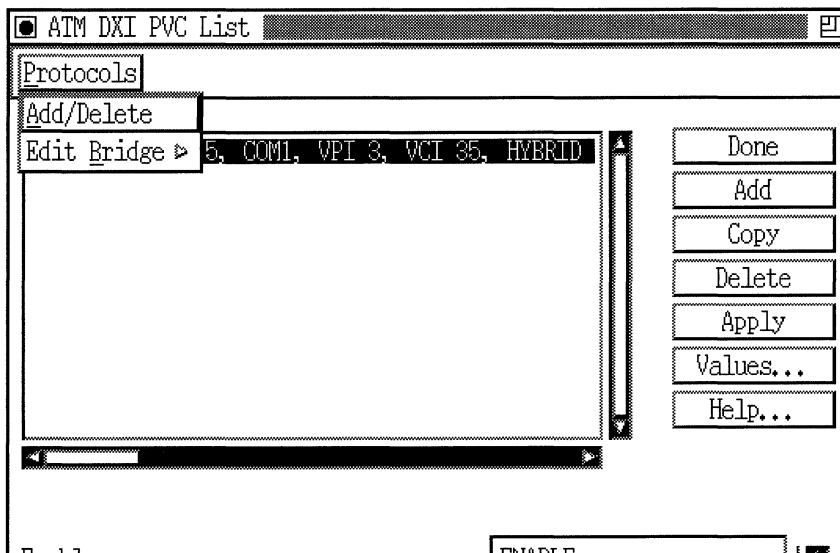 ATM DXI PVC List
Protocols
Add/Delete
Edit Bridge
5, COM1, VPI 3, VCI 35, HYBRID
Done
Add
Copy
Delete
Apply
Values...
Help...
ENABLE